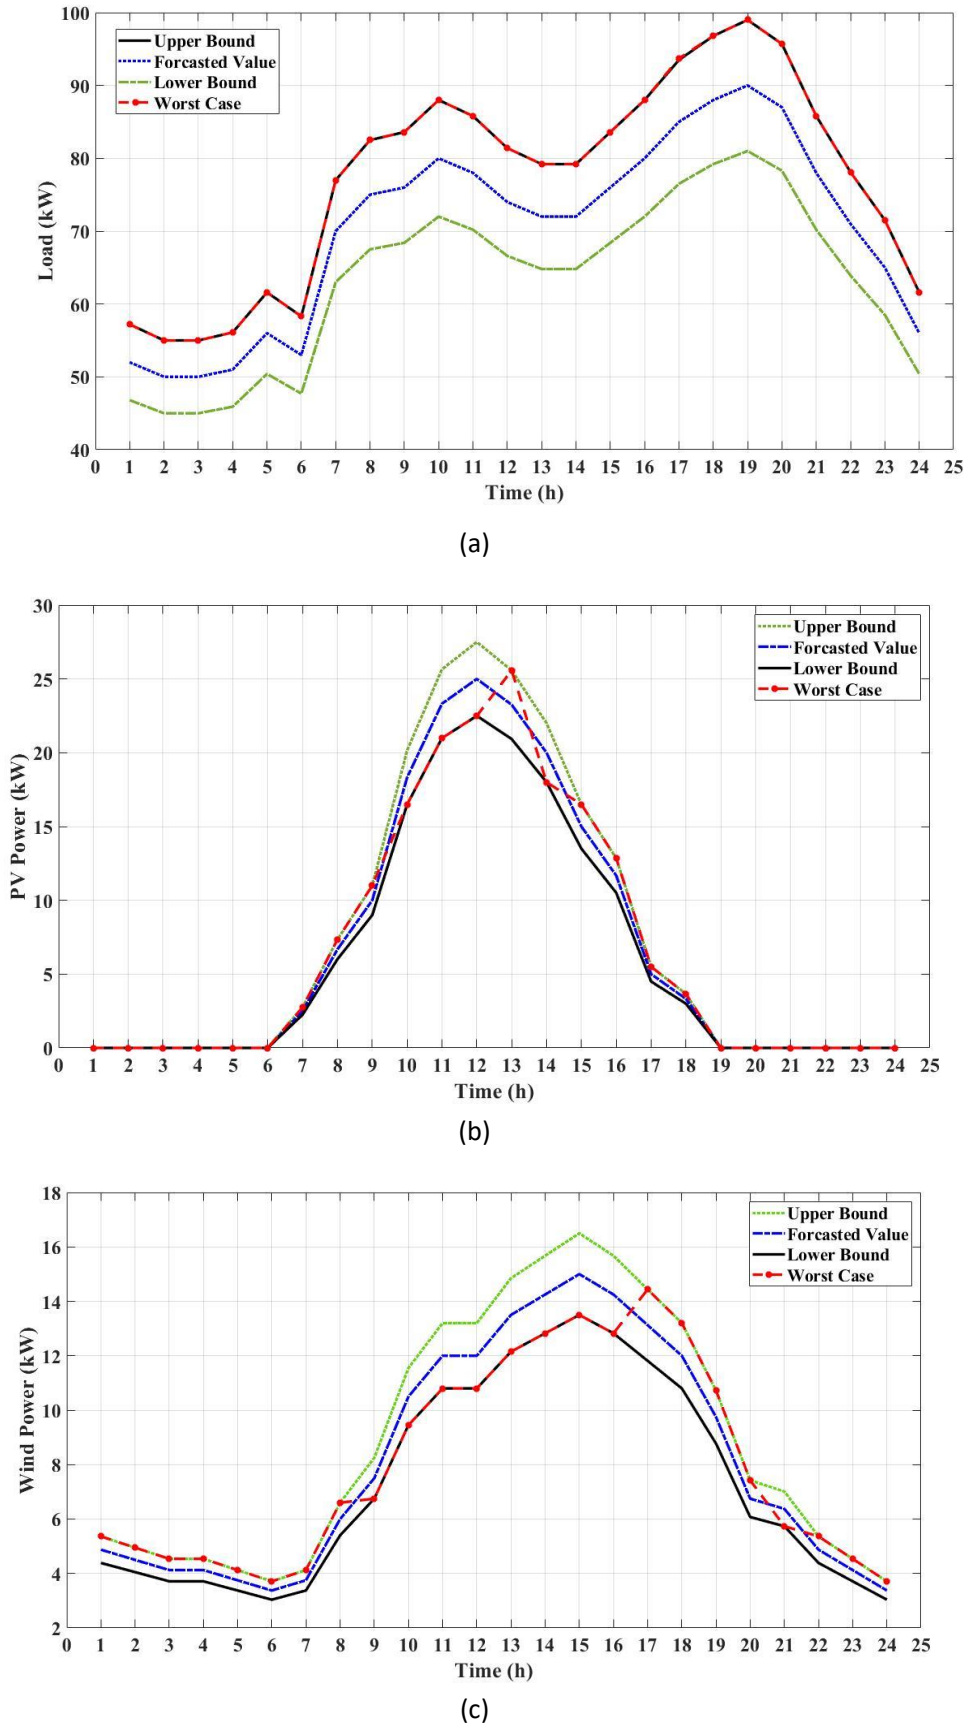 100
90
80
70
60
50
40
Load (kW)
Upper Bound
Forcasted Value
Lower Bound
Worst Case
0 1 2 3 4 5 6 7 8 9 10 11 12 13 14 15 16 17 18 19 20 21 22 23 24 25
Time (h)
(a)
30
25
20
15
10
5
0
PV Power (kW)
Upper Bound
Forcasted Value
Lower Bound
Worst Case
0 1 2 3 4 5 6 7 8 9 10 11 12 13 14 15 16 17 18 19 20 21 22 23 24 25
Time (h)
(b)
18
16
14
12
10
8
6
4
2
Wind Power (kW)
Upper Bound
Forcasted Value
Lower Bound
Worst Case
0 1 2 3 4 5 6 7 8 9 10 11 12 13 14 15 16 17 18 19 20 21 22 23 24 25
Time (h)
(c)